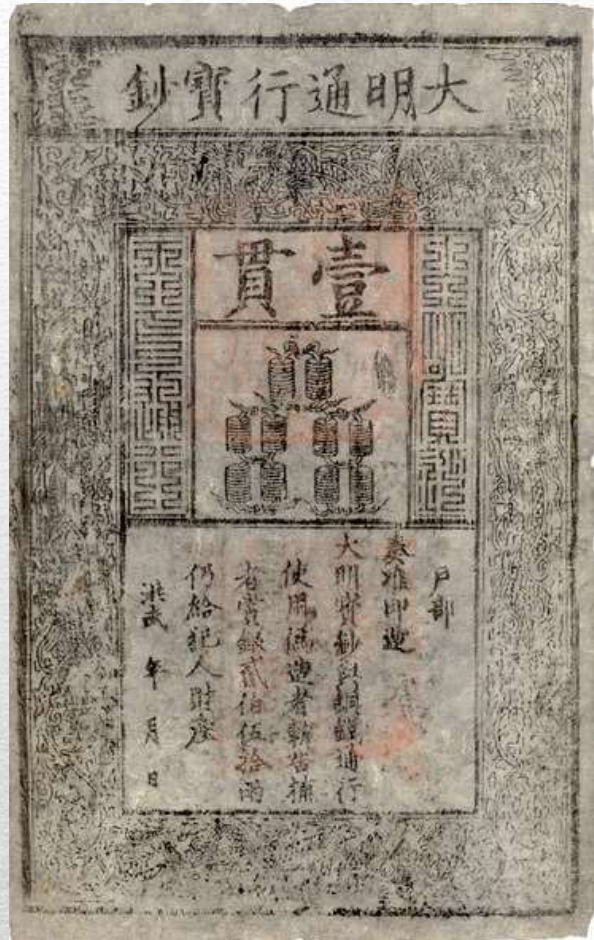 大明通行寶鈔
壹貫
户部
奏准印造
大明寶鈔與銅錢通行
使用偽造者斬告捕
者賞銀貳伯伍拾兩
仍給犯人財產
洪武 年 月 日